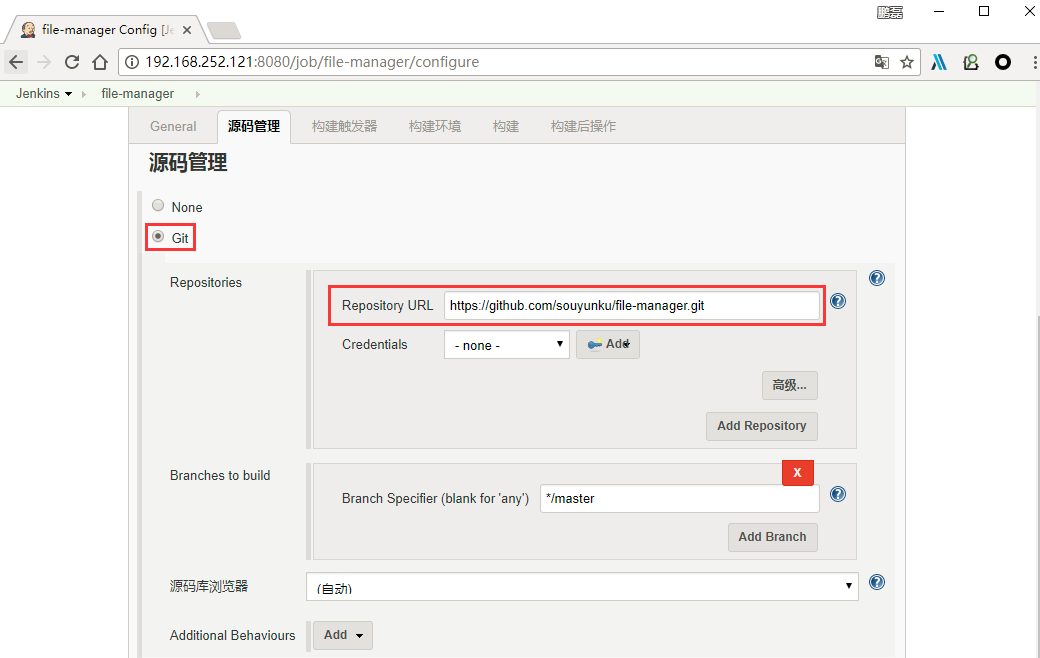 鹏磊
file-manager Config [Je
192.168.252.121:8080/job/file-manager/configure
Jenkins file-manager
General 源码管理 构建触发器 构建环境 构建 构建后操作
源码管理
None
Git
Repositories
Repository URL https://github.com/souyunku/file-manager.git
Credentials - none - Add
高级...
Add Repository
Branches to build
X
Branch Specifier (blank for 'any') */master
Add Branch
源码库浏览器 (自动)
Additional Behaviours Add